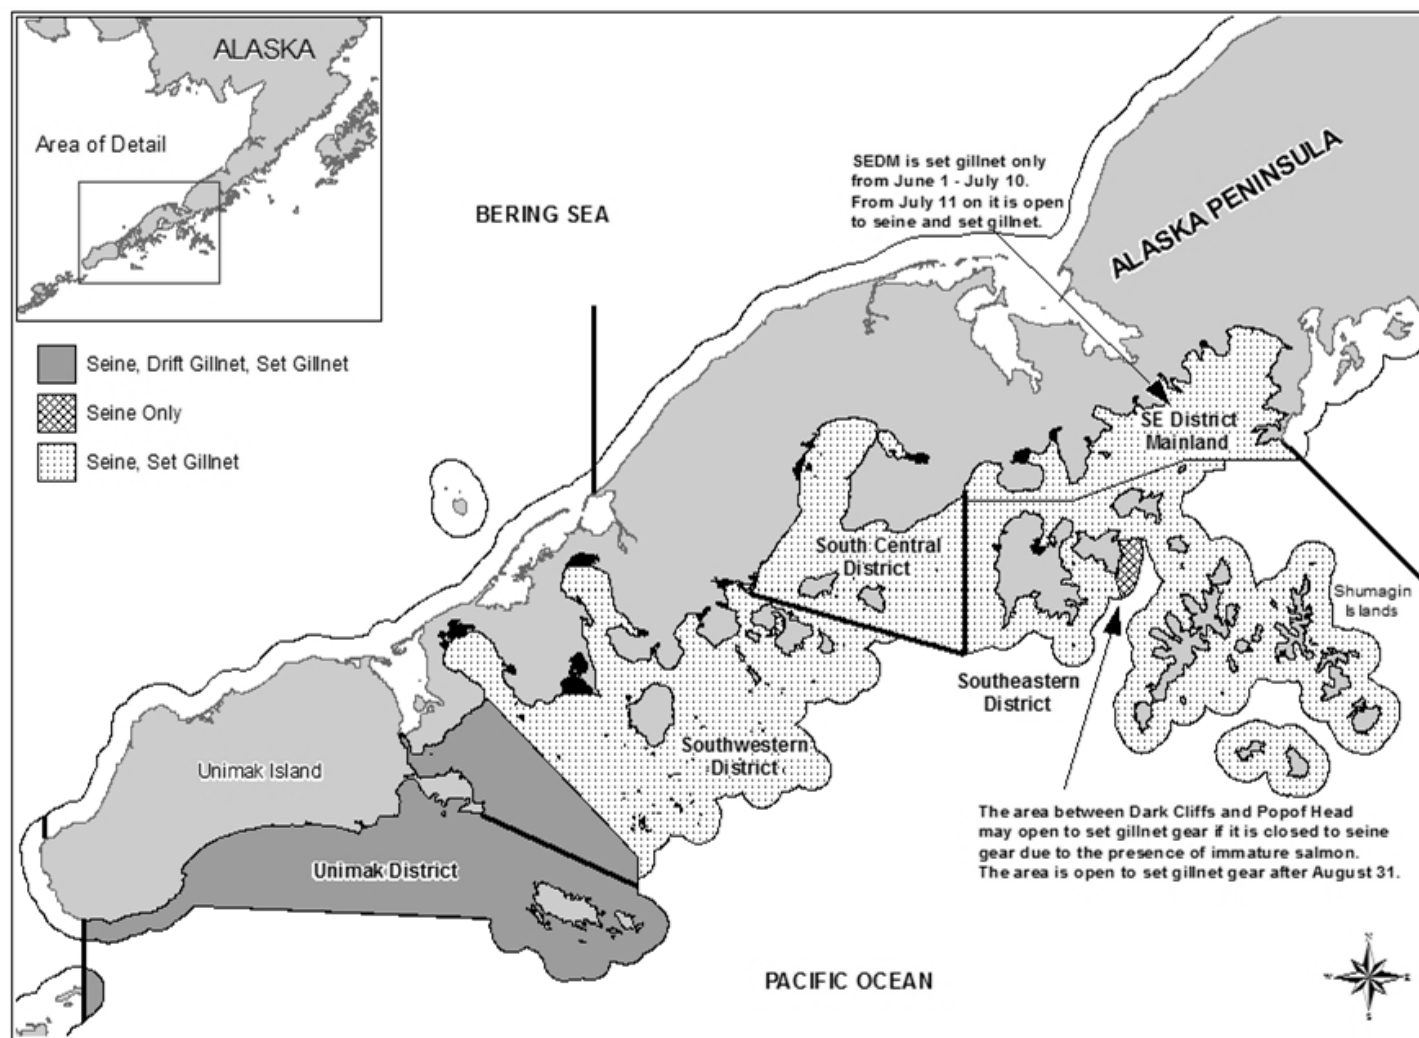 ALASKA
Area of Detail
Seine, Drift Gillnet, Set Gillnet
Seine Only
Seine, Set Gillnet
BERING SEA
SEDM is set gillnet only
from June 1 - July 10.
From July 11 on it is open
to seine and set gillnet.
ALASKA PENINSULA
SE District
Mainland
South Central
District
Shumagin
Islands
Southeastern
District
Southwestern
District
Unimak Island
Unimak District
The area between Dark Cliffs and Popof Head
may open to set gillnet gear if it is closed to seine
gear due to the presence of immature salmon.
The area is open to set gillnet gear after August 31.
PACIFIC OCEAN
N
W
E
S